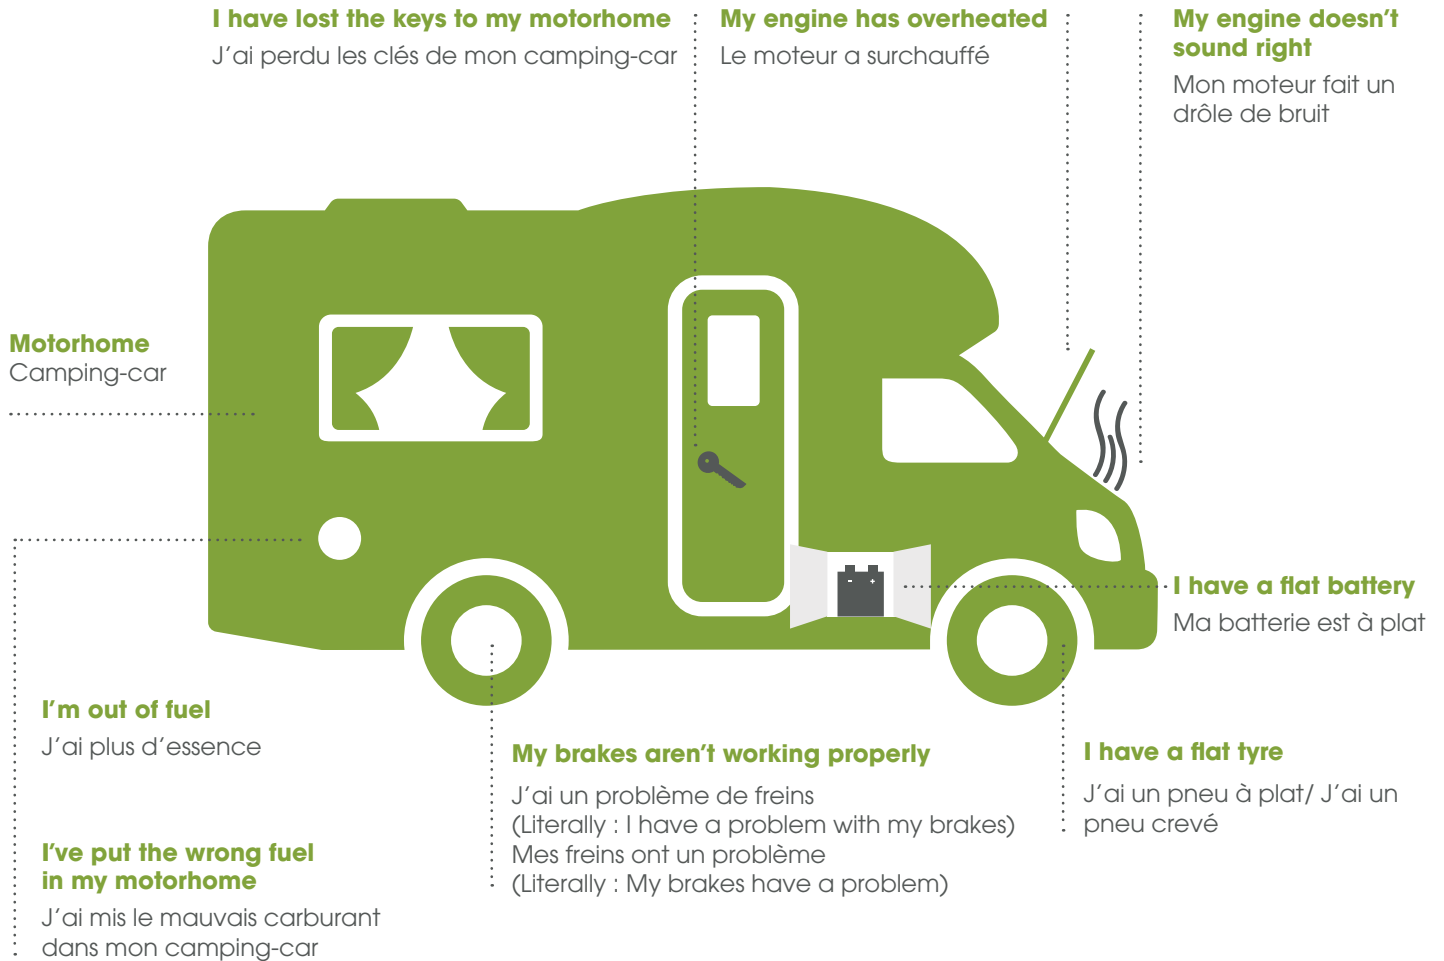 I have lost the keys to my motorhome
J'ai perdu les clés de mon camping-car
My engine has overheated
Le moteur a surchauffé
My engine doesn't
sound right
Mon moteur fait un
drôle de bruit
Motorhome
Camping-car
I have a flat battery
Ma batterie est à plat
I'm out of fuel
J'ai plus d'essence
I've put the wrong fuel
in my motorhome
J'ai mis le mauvais carburant
dans mon camping-car
My brakes aren't working properly
J'ai un problème de freins
(Literally : I have a problem with my brakes)
Mes freins ont un problème
(Literally : My brakes have a problem)
I have a flat tyre
J'ai un pneu à plat/ J'ai un
pneu crevé